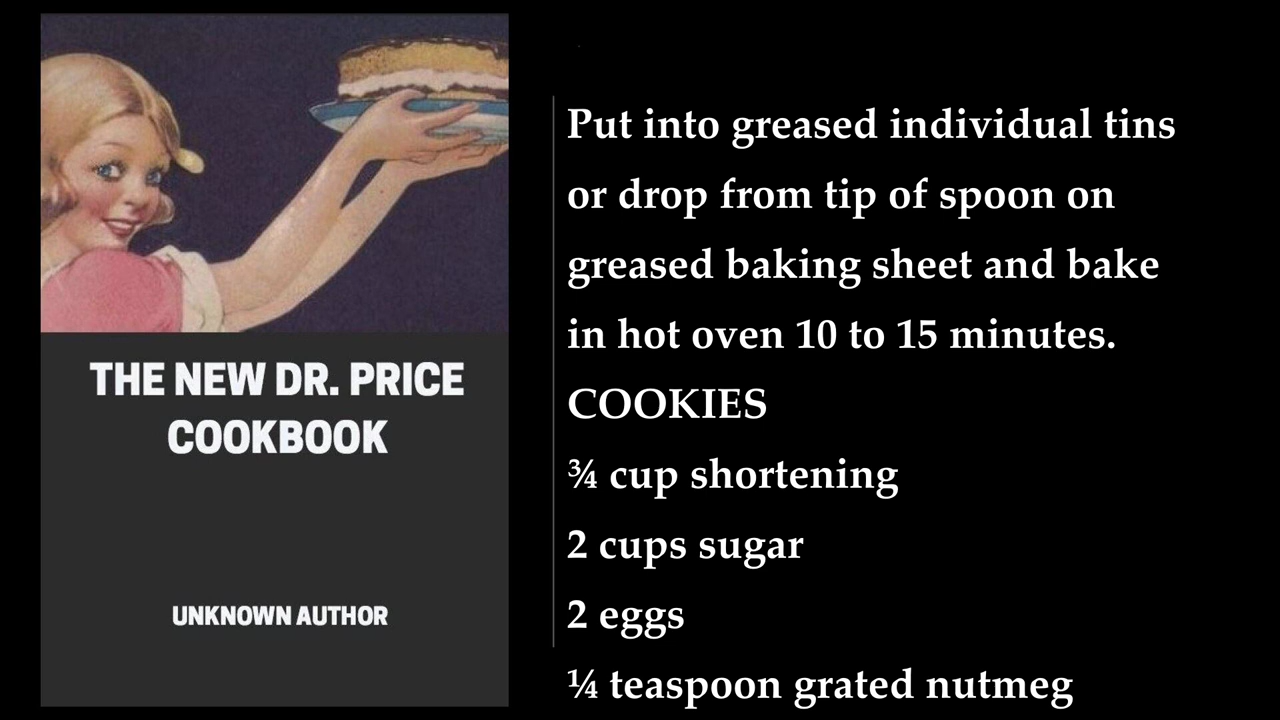 THE NEW DR. PRICE
COOKBOOK
UNKNOWN AUTHOR
Put into greased individual tins
or drop from tip of spoon on
greased baking sheet and bake
in hot oven 10 to 15 minutes.
COOKIES
¾ cup shortening
2 cups sugar
2 eggs
¼ teaspoon grated nutmeg